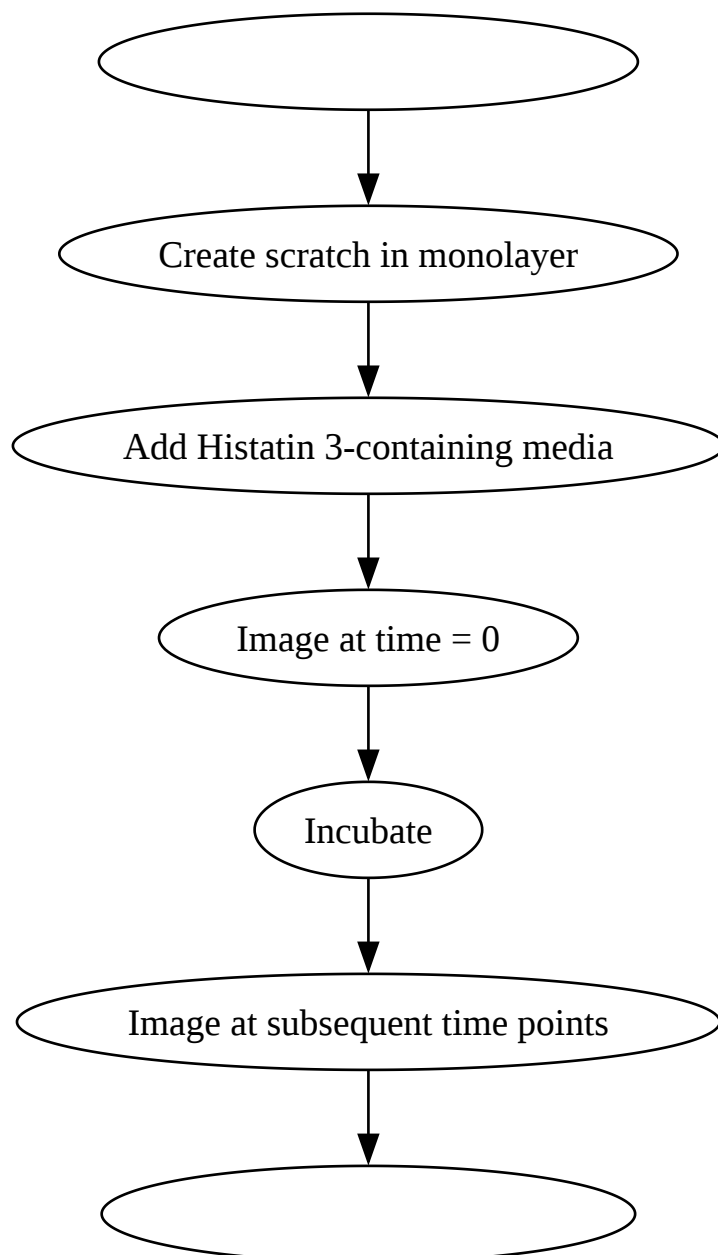 Create scratch in monolayer
Add Histatin 3-containing media
Image at time = 0
Incubate
Image at subsequent time points